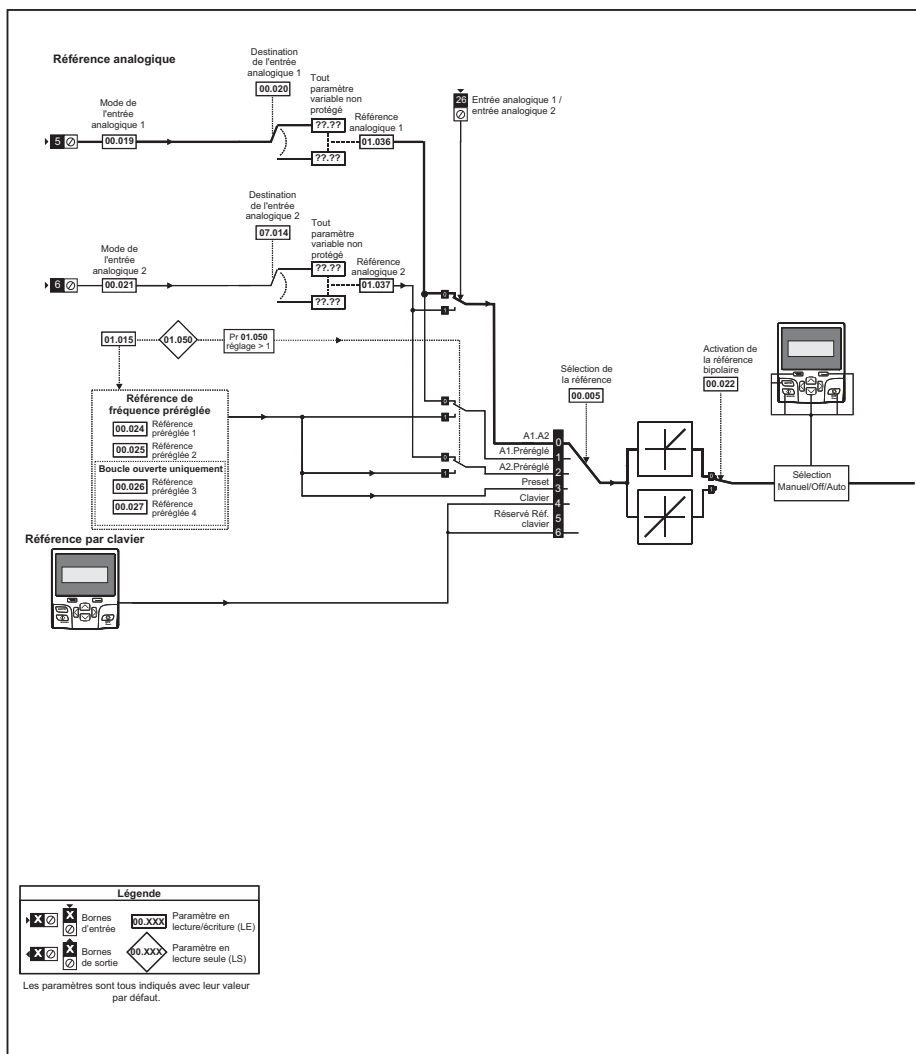 Référence analogique
Destination
de l'entrée
analogique 1
00.020
Tout
paramètre
variable non
protégé
??.??
??.??
Mode de
l'entrée
analogique 1
5
00.019
Référence
analogique 1
01.036
26
Entrée analogique 1 /
entrée analogique 2
Destination
de l'entrée
analogique 2
07.014
Tout
paramètre
variable non
protégé
??.??
??.??
Mode de
l'entrée
analogique 2
6
00.021
Référence
analogique 2
01.037
0
1
01.015
01.050
Pr 01.050
réglage > 1
Référence de
fréquence préréglée
00.024
Référence
préréglée 1
00.025
Référence
préréglée 2
Boucle ouverte uniquement
00.026
Référence
préréglée 3
00.027
Référence
préréglée 4
0
1
0
1
Sélection de
la référence
00.005
A1.A2
0
A1.Préréglé
1
A2.Préréglé
2
Preset
3
Clavier
4
Réservé Réf.
5
clavier
6
Activation de
la référence
bipolaire
00.022
0
1
Sélection
Manuel/Off/Auto
Référence par clavier
Légende
X
X
Bornes
d'entrée
00.XXX
Paramètre en
lecture/écriture (LE)
X
X
Bornes
de sortie
00.XXX
Paramètre en
lecture seule (LS)
Les paramètres sont tous indiqués avec leur valeur
par défaut.